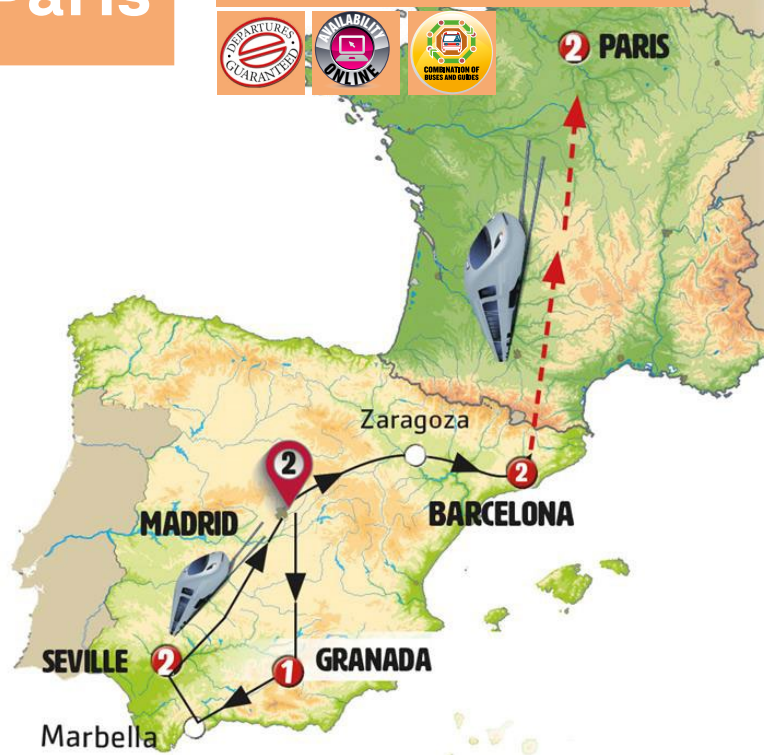 Paris
DEPARTURES
GUARANTEED
AVAILABILITY
ONLINE
COMBINATION OF
BUSES AND GUIDES
2 PARIS
Zaragoza
2
2
MADRID
BARCELONA
SEVILLE 2
1 GRANADA
Marbella